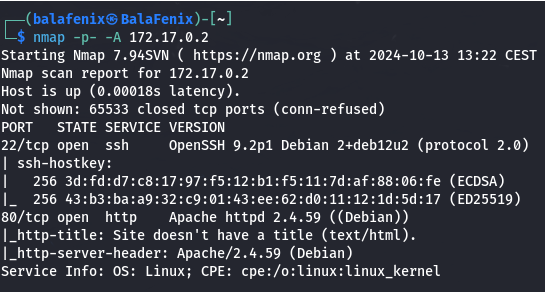 ┌──(balafenix㉿BalaFenix)-[~]
└─$ nmap -p- -A 172.17.0.2
Starting Nmap 7.94SVN ( https://nmap.org ) at 2024-10-13 13:22 CEST
Nmap scan report for 172.17.0.2
Host is up (0.00018s latency).
Not shown: 65533 closed tcp ports (conn-refused)
PORT   STATE SERVICE VERSION
22/tcp open  ssh     OpenSSH 9.2p1 Debian 2+deb12u2 (protocol 2.0)
| ssh-hostkey:
|   256 3d:fd:d7:c8:17:97:f5:12:b1:f5:11:7d:af:88:06:fe (ECDSA)
|_  256 43:b3:ba:a9:32:c9:01:43:ee:62:d0:11:12:1d:5d:17 (ED25519)
80/tcp open  http    Apache httpd 2.4.59 ((Debian))
|_http-title: Site doesn't have a title (text/html).
|_http-server-header: Apache/2.4.59 (Debian)
Service Info: OS: Linux; CPE: cpe:/o:linux:linux_kernel